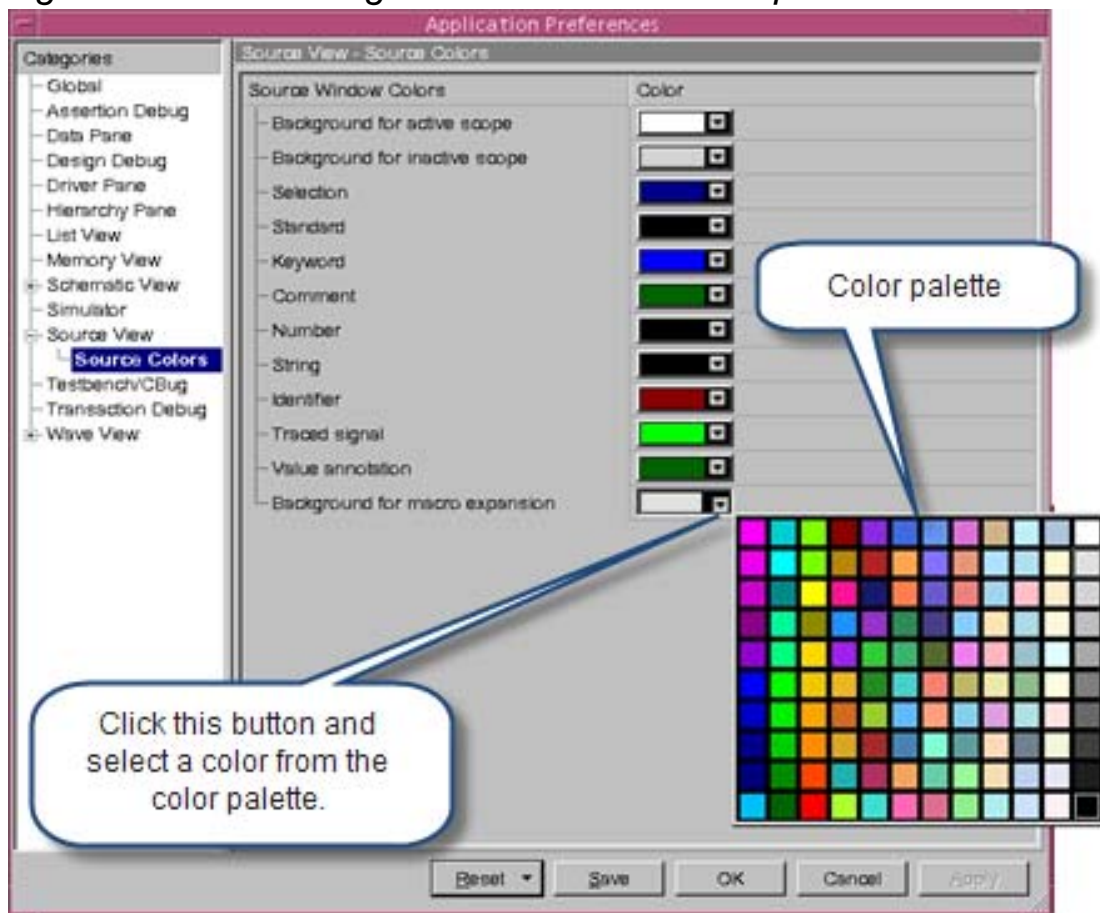 Application Preferences
Categories
Global
Assertion Debug
Data Pane
Design Debug
Driver Pane
Hierarchy Pane
List View
Memory View
Schematic View
Simulator
Source View
Source Colors
Testbench/CBug
Transaction Debug
Wave View
Source View - Source Colors
Source Window Colors Color
Background for active scope
Background for inactive scope
Selection
Standard
Keyword
Comment
Number
String
Identifier
Traced signal
Value annotation
Background for macro expansion
Color palette
Click this button and
select a color from the
color palette.
Reset Save OK Cancel Apply